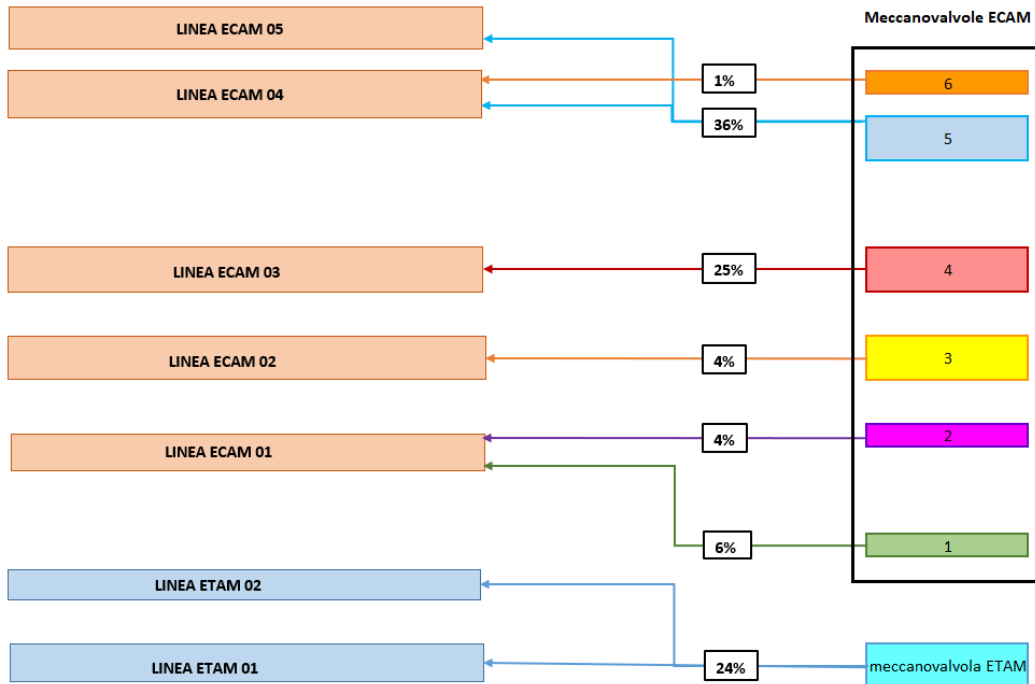 Meccanovalvole ECAM
LINEA ECAM 05
LINEA ECAM 04
1%
6
36%
5
LINEA ECAM 03
25%
4
LINEA ECAM 02
4%
3
LINEA ECAM 01
4%
2
6%
1
LINEA ETAM 02
LINEA ETAM 01
24%
meccanovalvola ETAM